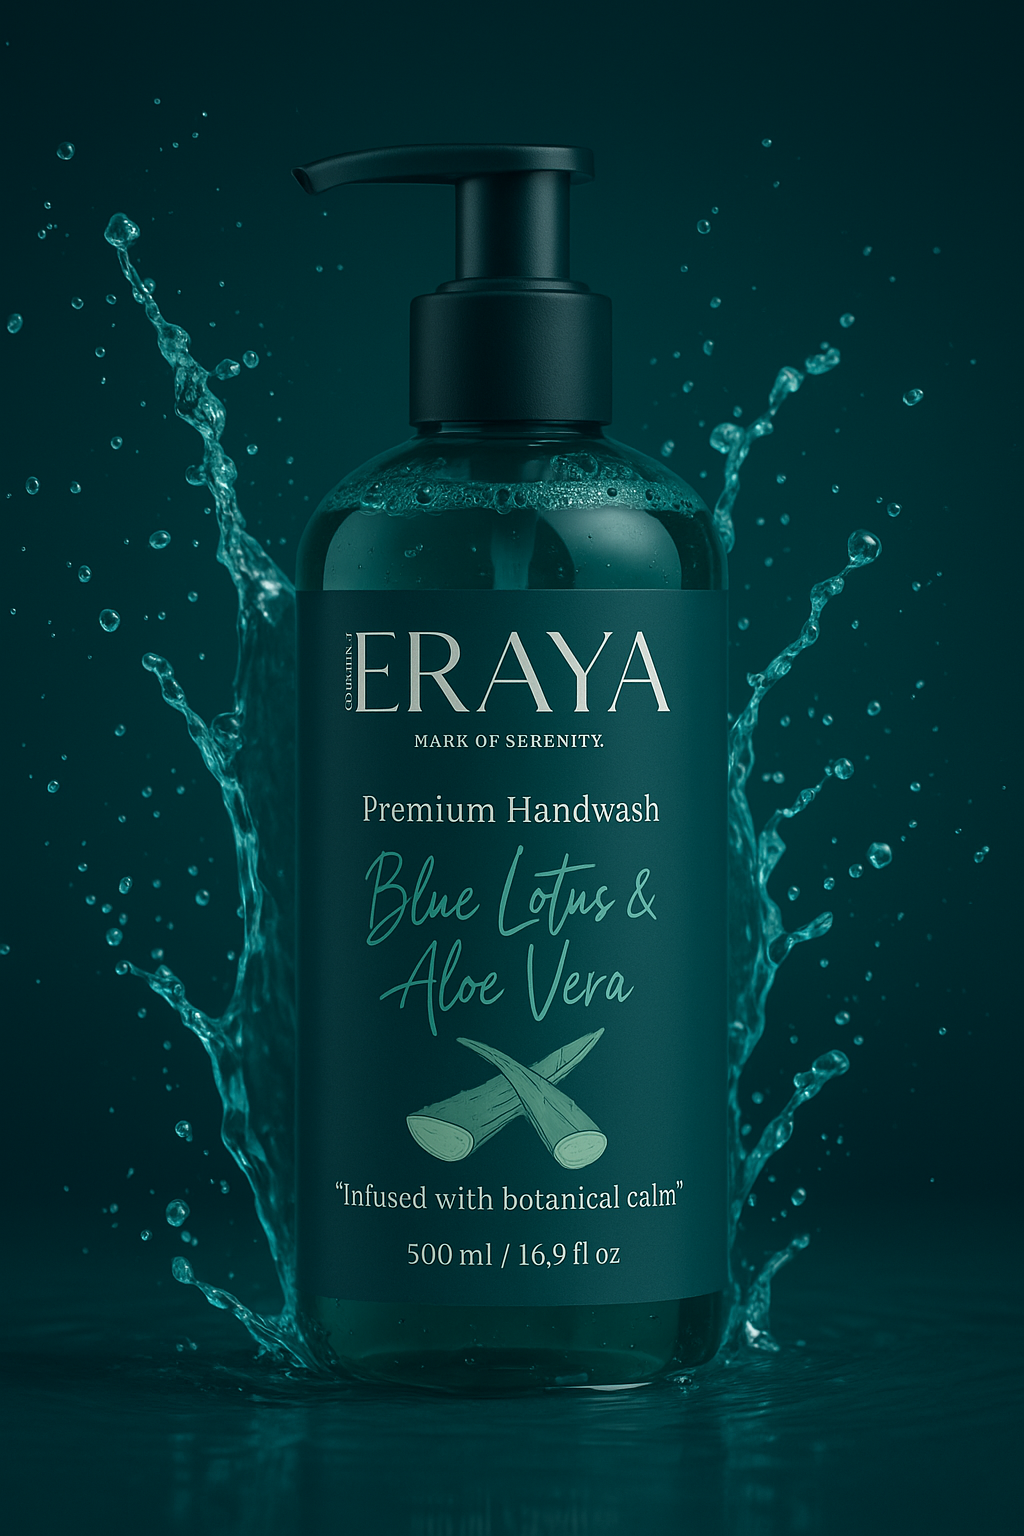 ERAYA
MARK OF SERENITY.
Premium Handwash
Blue Lotus &
Aloe Vera
“Infused with botanical calm”
500 ml / 16,9 fl oz